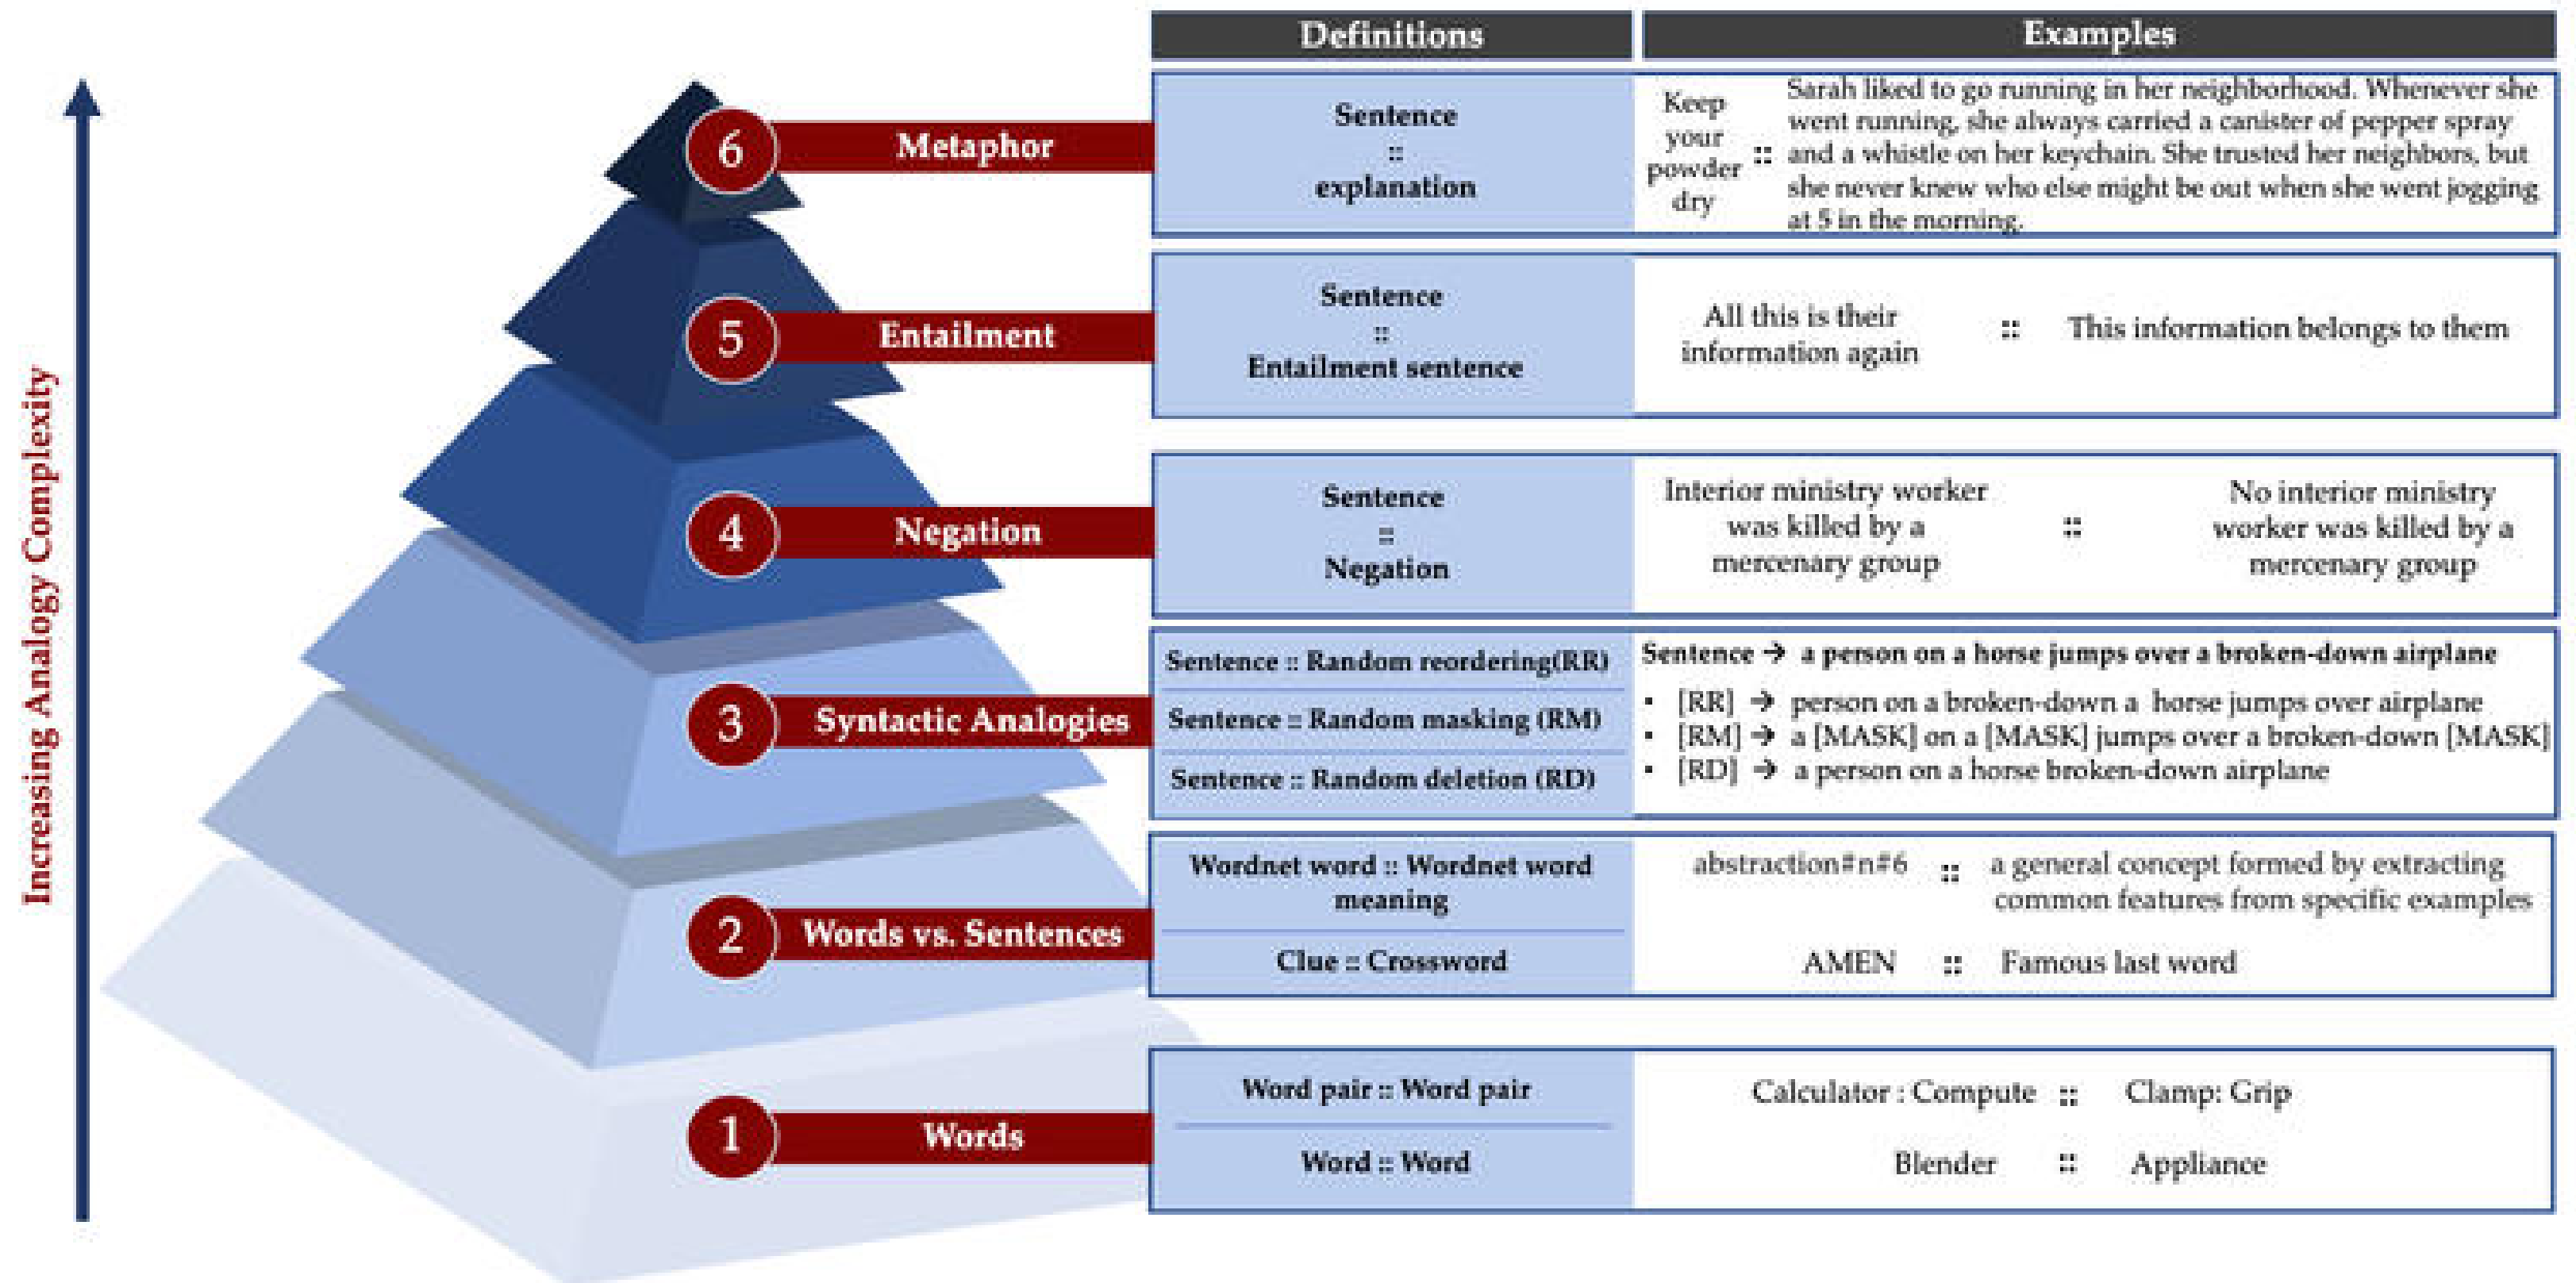 Increasing Analogy Complexity
Definitions
Examples
6
Metaphor
Sentence
::
explanation
Keep
your
powder
dry
::
Sarah liked to go running in her neighborhood. Whenever she
went running, she always carried a canister of pepper spray
and a whistle on her keychain. She trusted her neighbors, but
she never knew who else might be out when she went jogging
at 5 in the morning.
5
Entailment
Sentence
::
Entailment sentence
All this is their
information again
::
This information belongs to them
4
Negation
Sentence
::
Negation
Interior ministry worker
was killed by a
mercenary group
::
No interior ministry
worker was killed by a
mercenary group
3
Syntactic Analogies
Sentence :: Random reordering(RR)
Sentence :: Random masking (RM)
Sentence :: Random deletion (RD)
Sentence → a person on a horse jumps over a broken-down airplane
• [RR] → person on a broken-down a horse jumps over airplane
• [RM] → a [MASK] on a [MASK] jumps over a broken-down [MASK]
• [RD] → a person on a horse broken-down airplane
2
Words vs. Sentences
Wordnet word :: Wordnet word
meaning
Clue :: Crossword
abstraction#n#6 :: a general concept formed by extracting
common features from specific examples
AMEN :: Famous last word
1
Words
Word pair :: Word pair
Word :: Word
Calculator : Compute :: Clamp: Grip
Blender :: Appliance